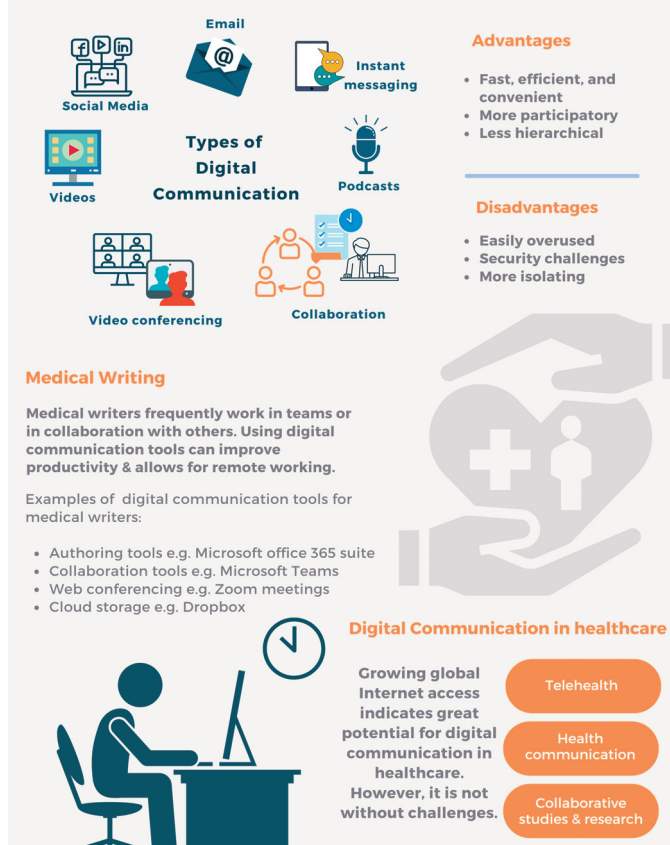 Email
Instant
messaging
Social Media
Types of
Digital
Communication
Videos
Podcasts
Video conferencing
Collaboration
Advantages
• Fast, efficient, and
convenient
• More participatory
• Less hierarchical
Disadvantages
• Easily overused
• Security challenges
• More isolating
Medical Writing
Medical writers frequently work in teams or
in collaboration with others. Using digital
communication tools can improve
productivity & allows for remote working.
Examples of digital communication tools for
medical writers:
• Authoring tools e.g. Microsoft office 365 suite
• Collaboration tools e.g. Microsoft Teams
• Web conferencing e.g. Zoom meetings
• Cloud storage e.g. Dropbox
Digital Communication in healthcare
Growing global
Internet access
indicates great
potential for digital
communication in
healthcare.
However, it is not
without challenges.
Telehealth
Health
communication
Collaborative
studies & research